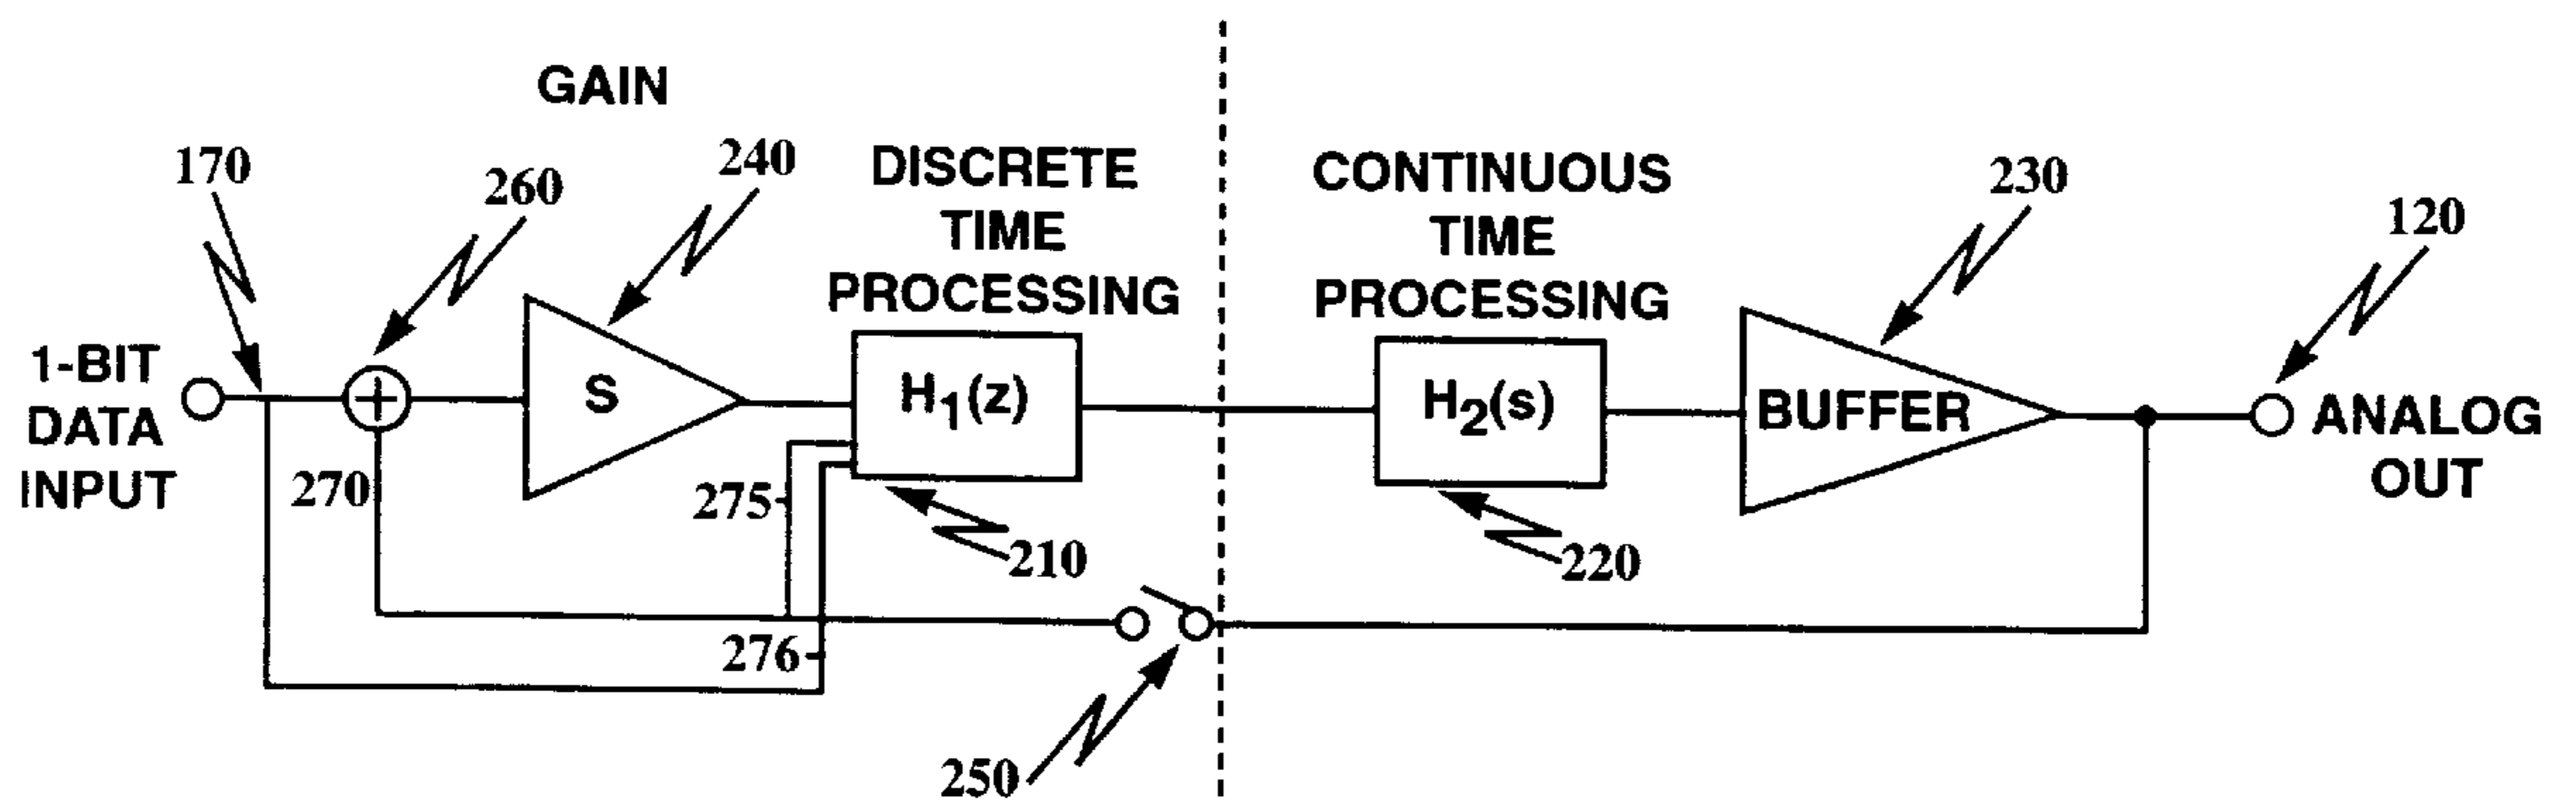 GAIN
170
260
240
DISCRETE
TIME
PROCESSING
CONTINUOUS
TIME
PROCESSING
230
120
1-BIT
DATA
INPUT
+
S
H1(z)
H2(s)
BUFFER
ANALOG
OUT
270
275
210
220
276
250